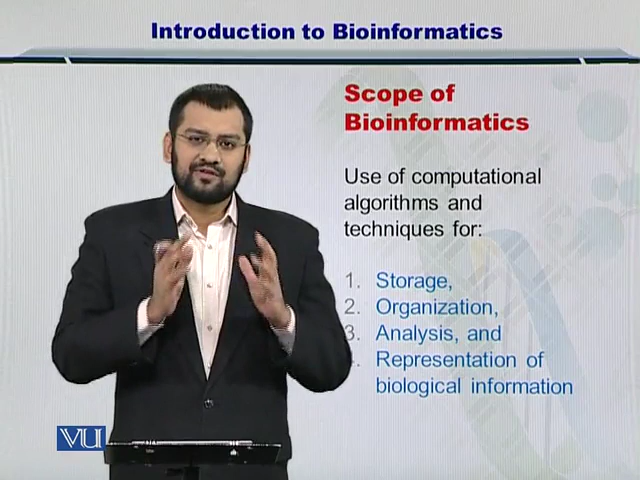 Introduction to Bioinformatics
Scope of
Bioinformatics
Use of computational
algorithms and
techniques for:
1. Storage,
2. Organization,
3. Analysis, and
Representation of
biological information
VU